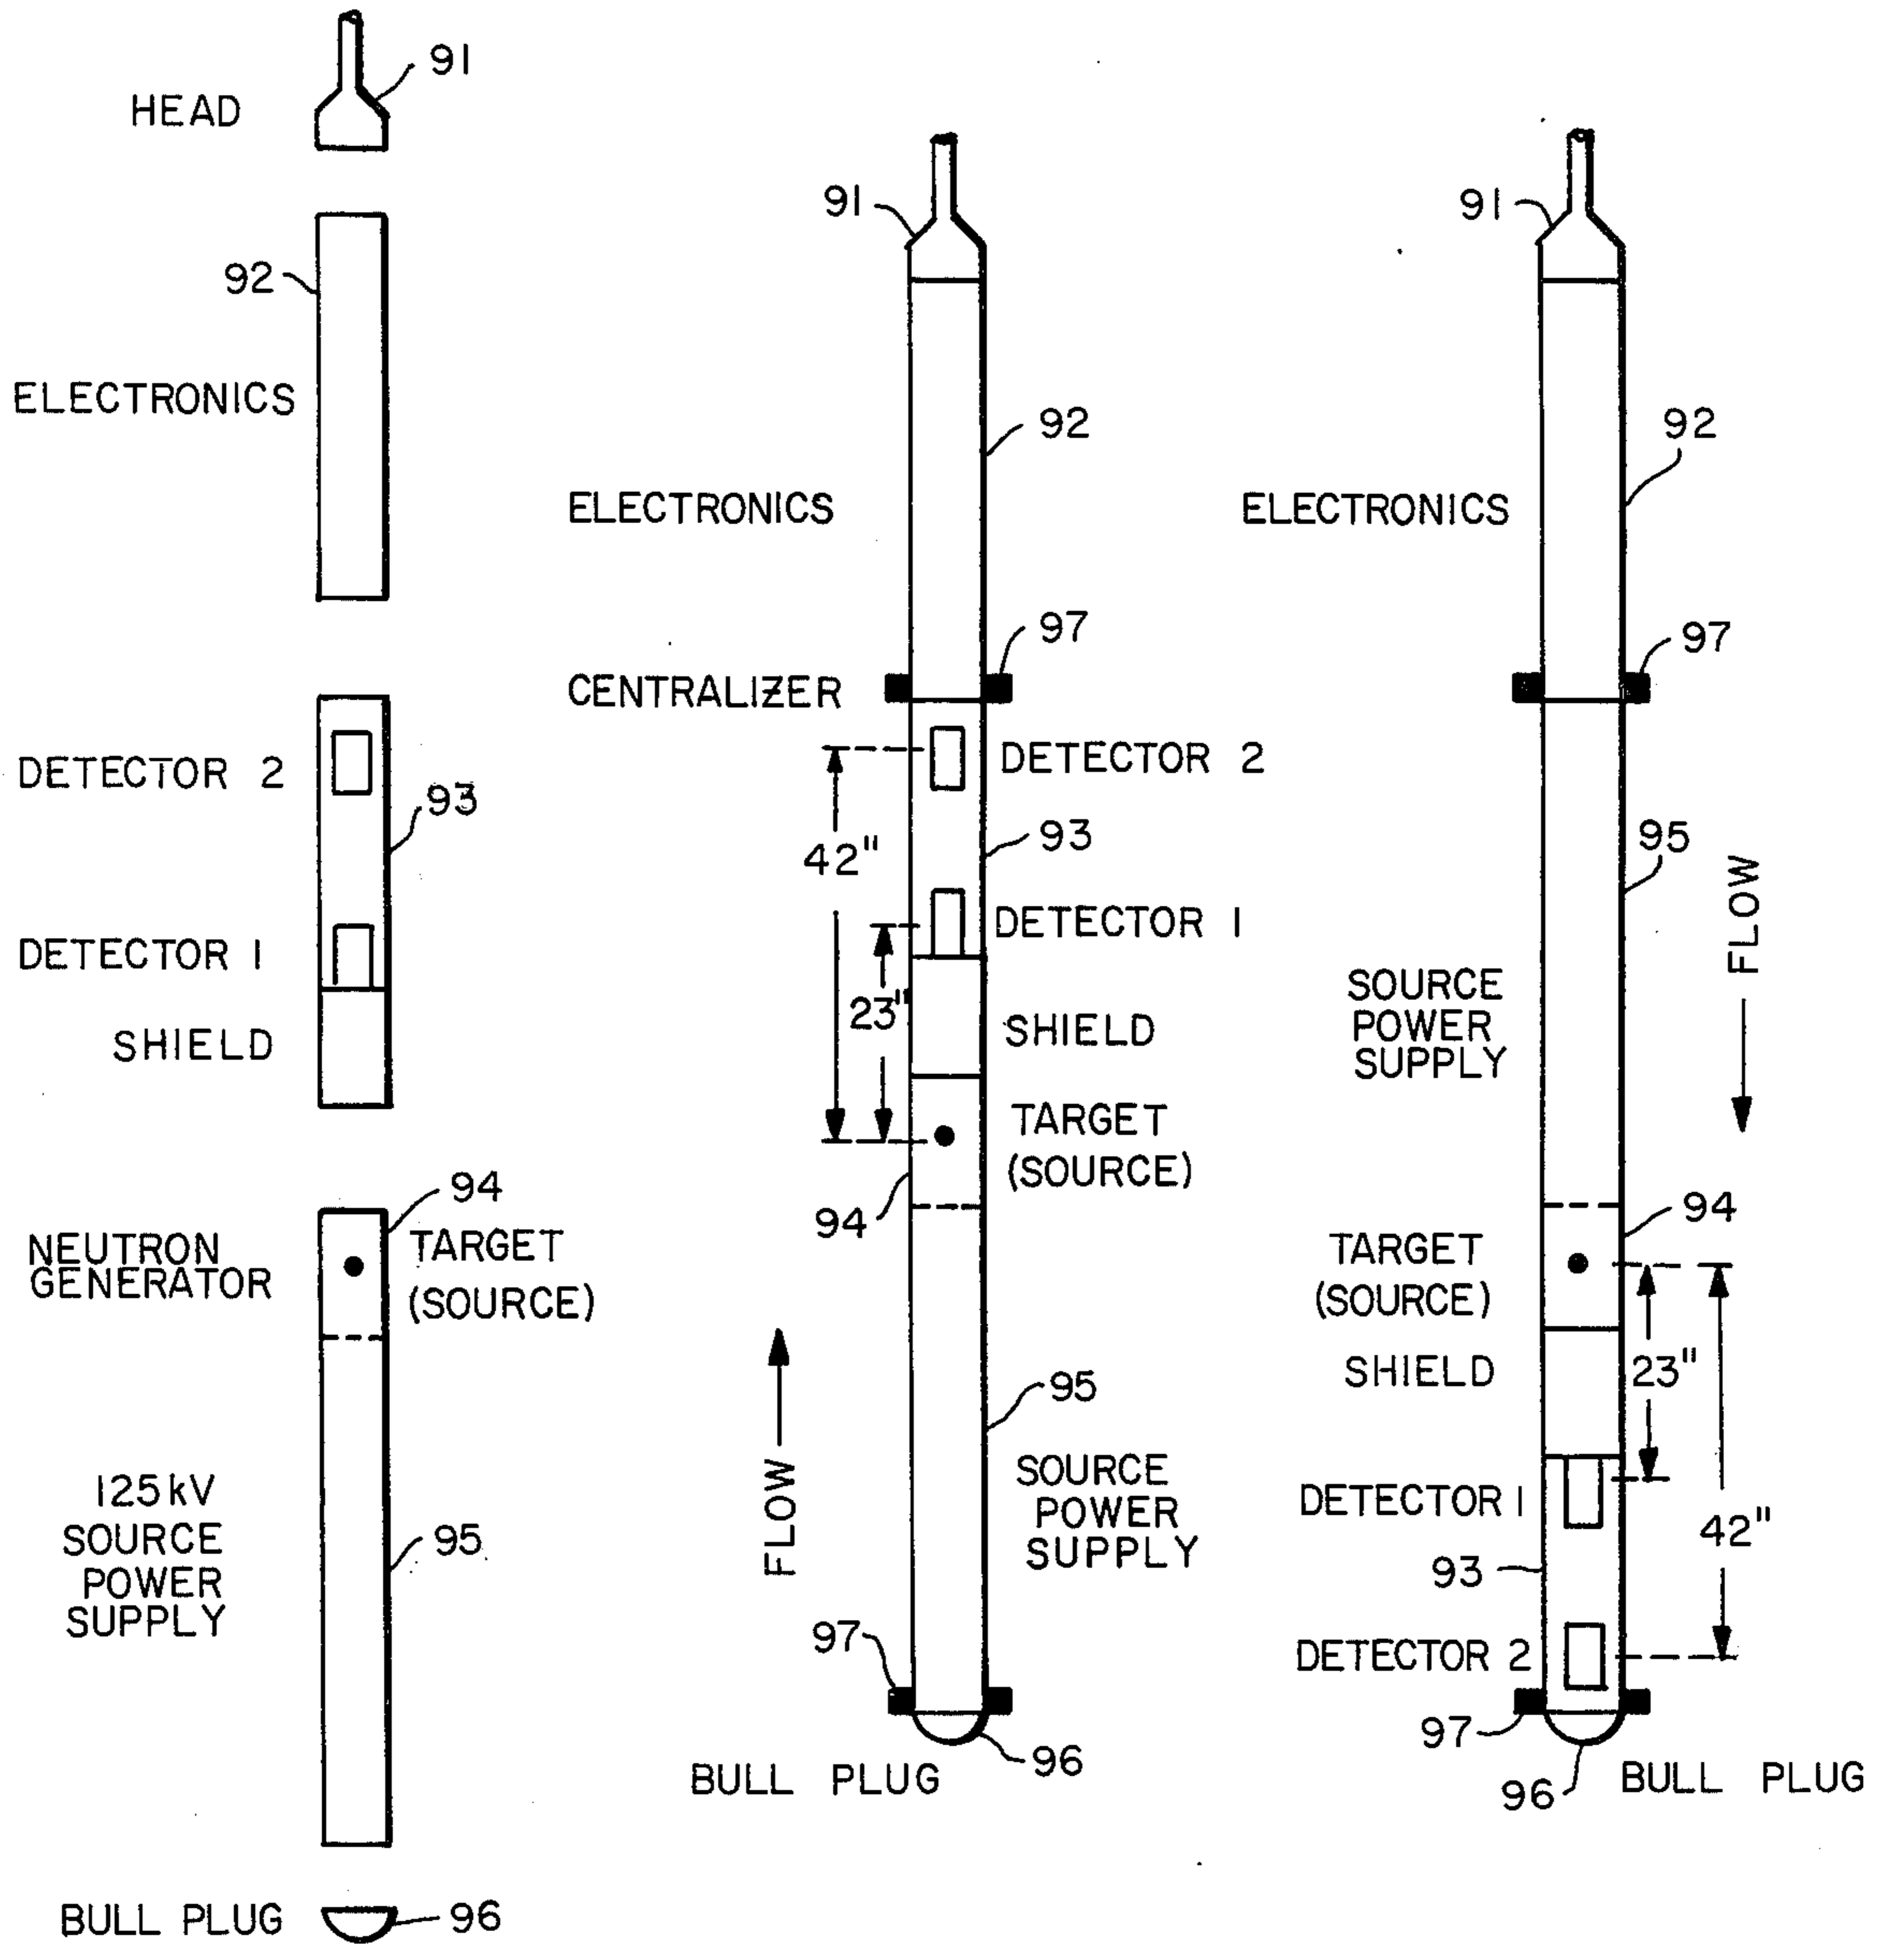 HEAD
91
92
ELECTRONICS
DETECTOR 2
93
DETECTOR 1
SHIELD
94
NEUTRON
GENERATOR
TARGET
(SOURCE)
125kV
SOURCE
POWER
SUPPLY
95
BULL PLUG
96
91
92
ELECTRONICS
97
CENTRALIZER
DETECTOR 2
42"
93
DETECTOR 1
23"
SHIELD
TARGET
(SOURCE)
94
95
FLOW
SOURCE
POWER
SUPPLY
97
96
BULL PLUG
91
92
ELECTRONICS
97
95
FLOW
SOURCE
POWER
SUPPLY
94
TARGET
(SOURCE)
SHIELD
23"
DETECTOR 1
42"
93
DETECTOR 2
97
96
BULL PLUG